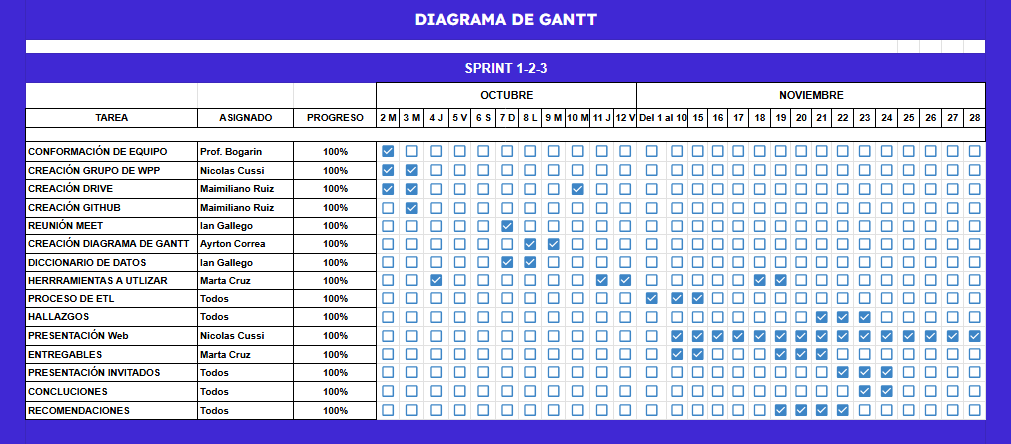 DIAGRAMA DE GANTT
SPRINT 1-2-3
OCTUBRE NOVIEMBRE
TAREA ASIGNADO PROGRESO 2 M 3 M 4 J 5 V 6 S 7 D 8 L 9 M 10 M 11 J 12 V Del 1 al 10 15 16 17 18 19 20 21 22 23 24 25 26 27 28
CONFORMACIÓN DE EQUIPO Prof. Bogarin 100%
CREACIÓN GRUPO DE WPP Nicolas Cussi 100%
CREACIÓN DRIVE Maimiliano Ruiz 100%
CREACIÓN GITHUB Maimiliano Ruiz 100%
REUNIÓN MEET Ian Gallego 100%
CREACIÓN DIAGRAMA DE GANTT Ayrton Correa 100%
DICCIONARIO DE DATOS Ian Gallego 100%
HERRRAMIENTAS A UTLIZAR Marta Cruz 100%
PROCESO DE ETL Todos 100%
HALLAZGOS Todos 100%
PRESENTACIÓN Web Nicolas Cussi 100%
ENTREGABLES Marta Cruz 100%
PRESENTACIÓN INVITADOS Todos 100%
CONCLUCIONES Todos 100%
RECOMENDACIONES Todos 100%